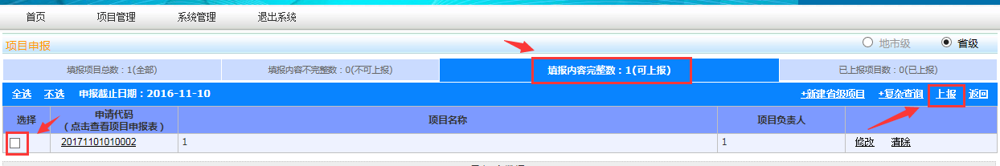 首页 项目管理 系统管理 退出系统
项目申报 地市级 省级
填报项目总数：1(全部) 填报内容不完整数：0(不可上报) 填报内容完整数：1(可上报) 已上报项目数：0(已上报)
全选 不选 申报截止日期：2016-11-10 +新建省级项目 +复杂查询 上报 返回
选择 申请代码 项目名称 项目负责人
（点击查看项目申报表）
20171101010002 1 1 修改 清除